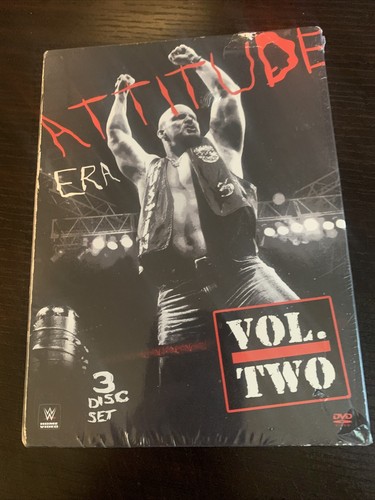 ATTITUDE
ERA
VOL.
TWO
3
DISC
SET
W
DVD